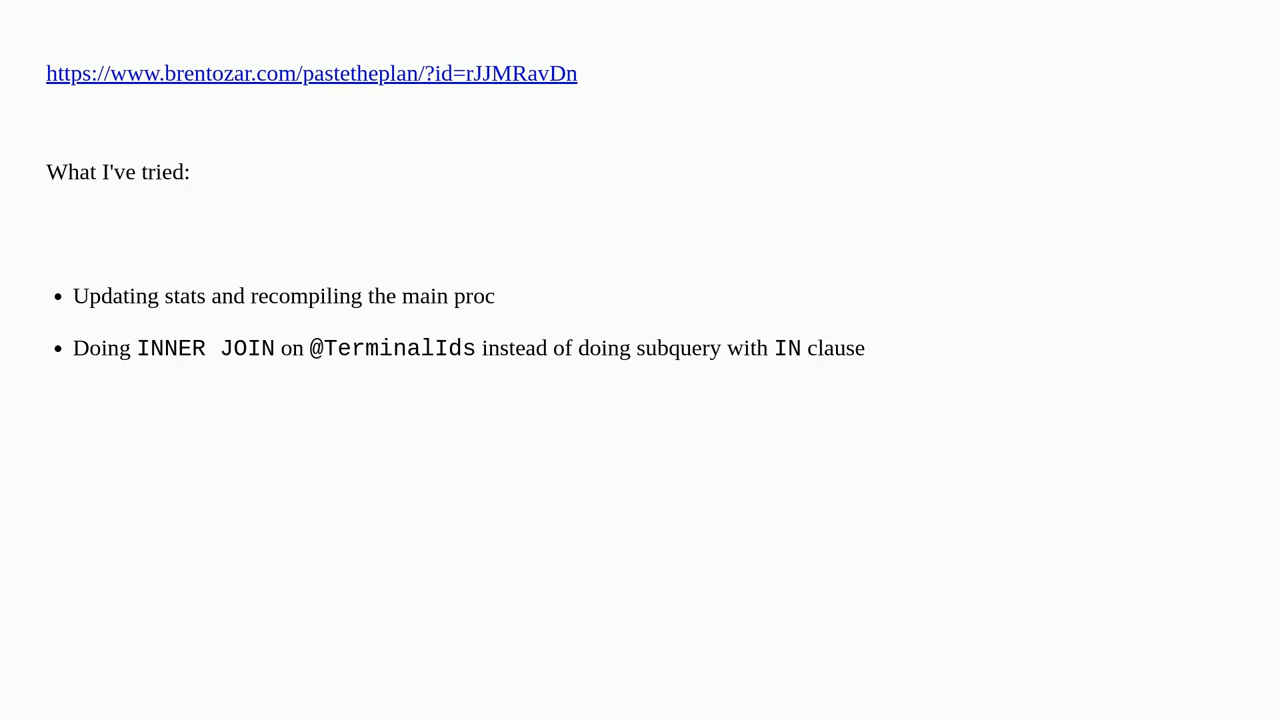 https://www.brentozar.com/pastetheplan/?id=rJJMRavDn
What I've tried:
• Updating stats and recompiling the main proc
• Doing INNER JOIN on @TerminalIds instead of doing subquery with IN clause